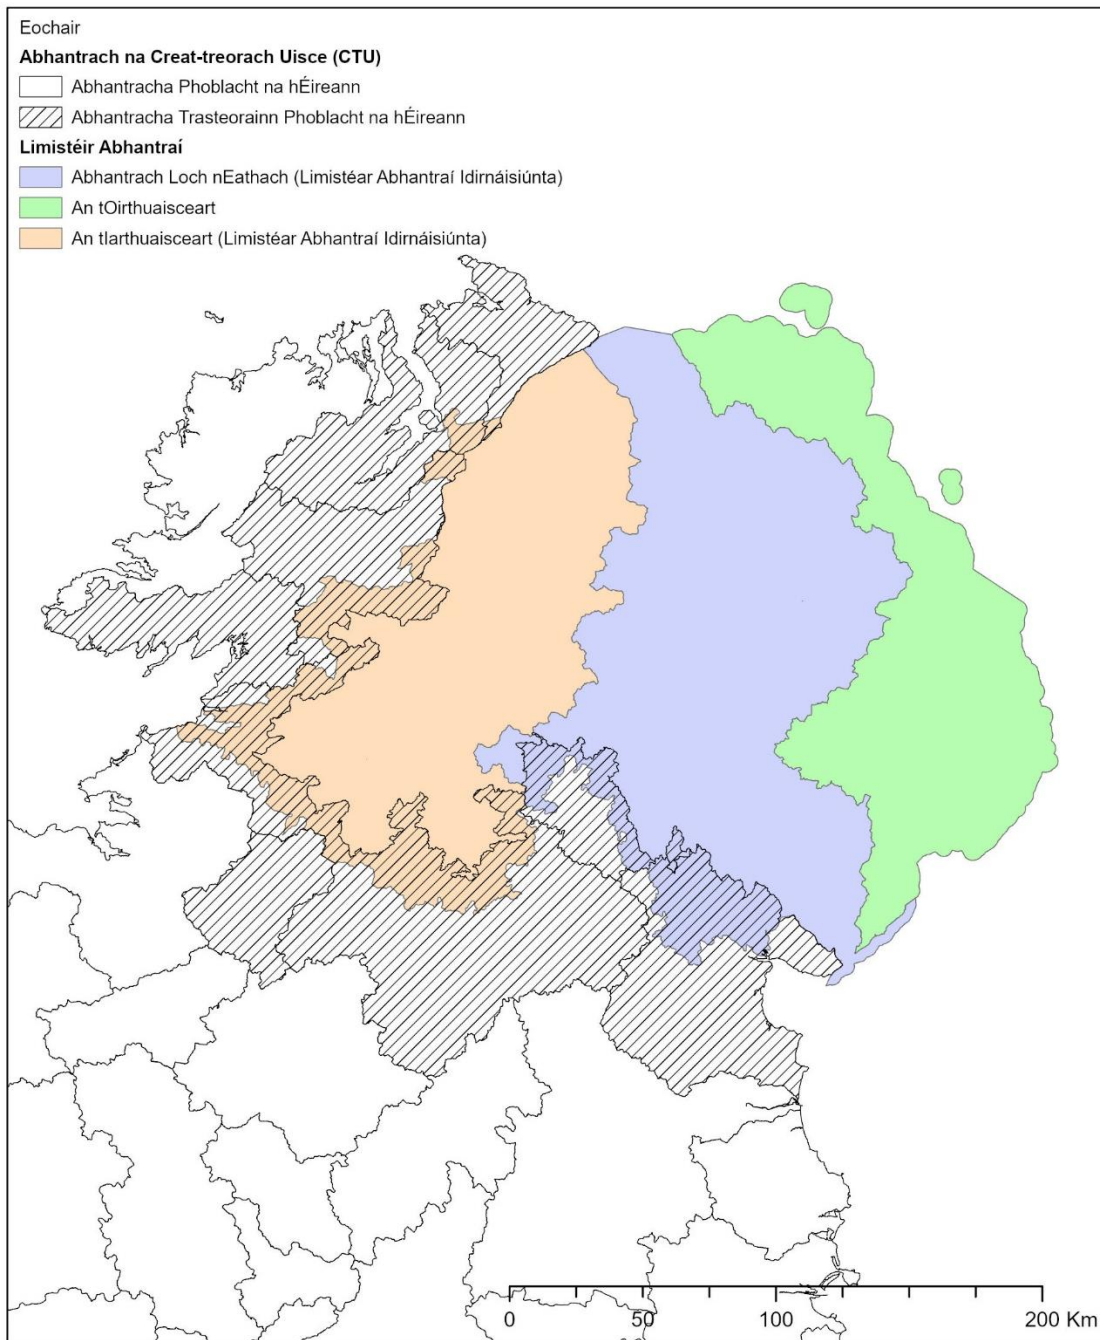 Eochair
Abhantrach na Creat-treorach Uisce (CTU)
Abhantracha Phoblacht na hÉireann
Abhantracha Trasteorainn Phoblacht na hÉireann
Limistéir Abhantraí
Abhantrach Loch nEathach (Limistéar Abhantraí Idirnáisiúnta)
An tOirthuaisceart
An tIarthuaisceart (Limistéar Abhantraí Idirnáisiúnta)
0 50 100 200 Km